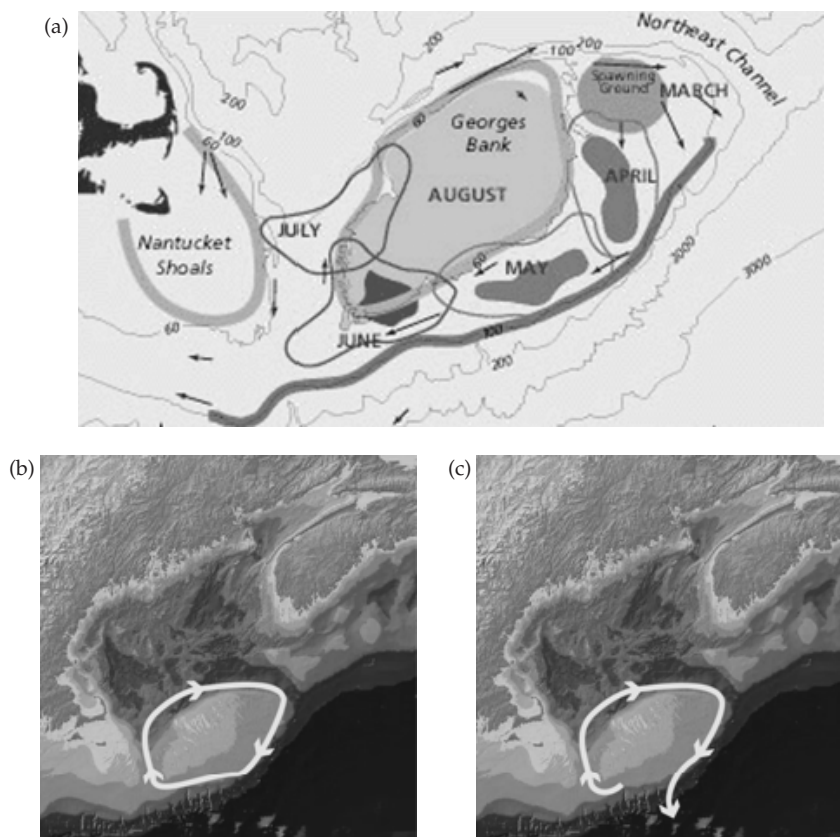 (a)
Northeast Channel
200
100
200
200
60
100
Spawning
Ground
MARCH
Georges
Bank
60
APRIL
AUGUST
JULY
Nantucket
Shoals
MAY
60
2000
3000
JUNE
100
60
200
(b)
(c)